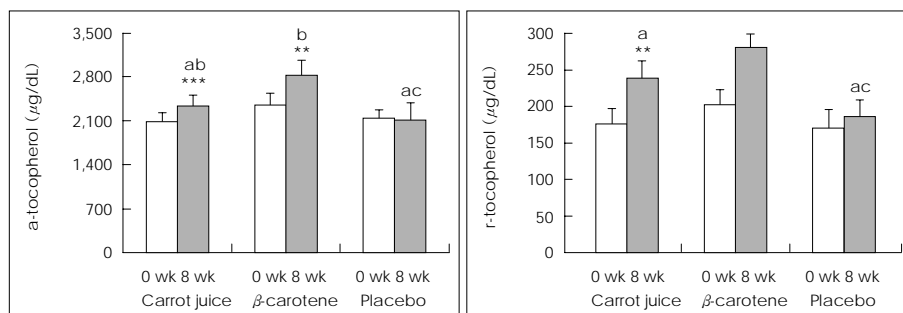 a-tocopherol (μg/dL)
3,500
2,800
2,100
1,400
700
0
ab
***
b
**
ac
0 wk 8 wk 0 wk 8 wk 0 wk 8 wk
Carrot juice β-carotene Placebo
r-tocopherol (μg/dL)
300
250
200
150
100
50
0
a
**
ac
0 wk 8 wk 0 wk 8 wk 0 wk 8 wk
Carrot juice β-carotene Placebo